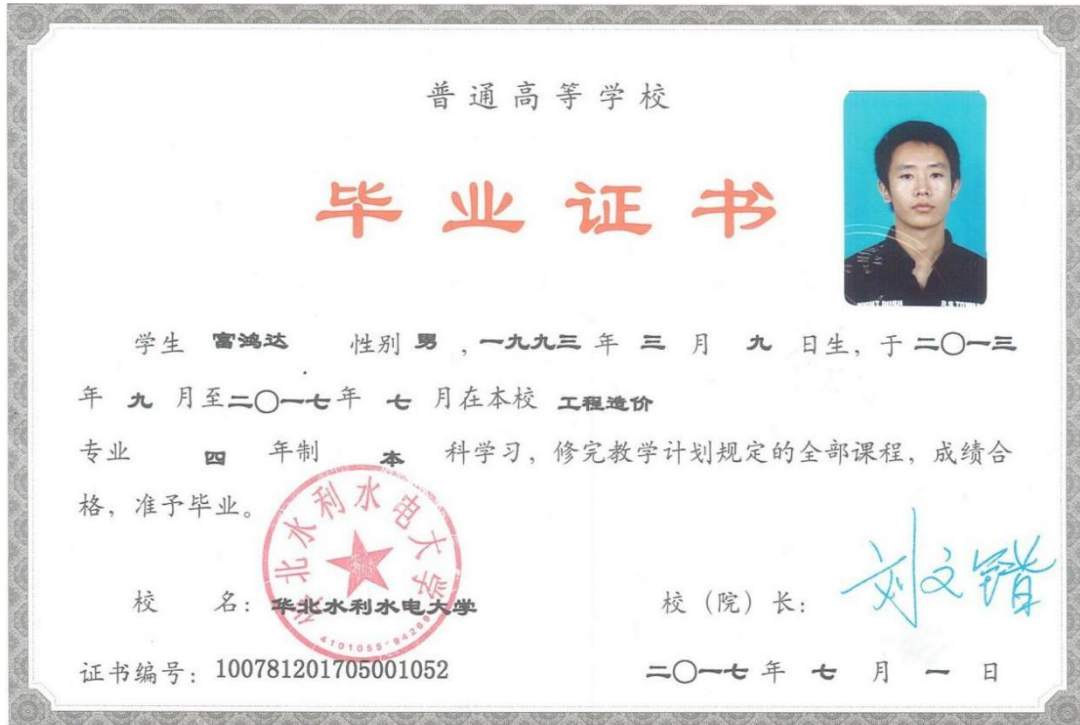 普通高等学校
毕业证书
学生 富鸿达 性别 男 ,一九九三 年 三 月 九 日生, 于 二〇一三
年 九 月至二〇一七年 七 月在本校 工程造价
专业 四 年制 本 科学习, 修完教学计划规定的全部课程, 成绩合
格, 准予毕业。
华北水利水电大学
校 名: 华北水利水电大学 校(院)长: 刘文锴
证书编号: 100781201705001052 二〇一七 年 七 月 一 日